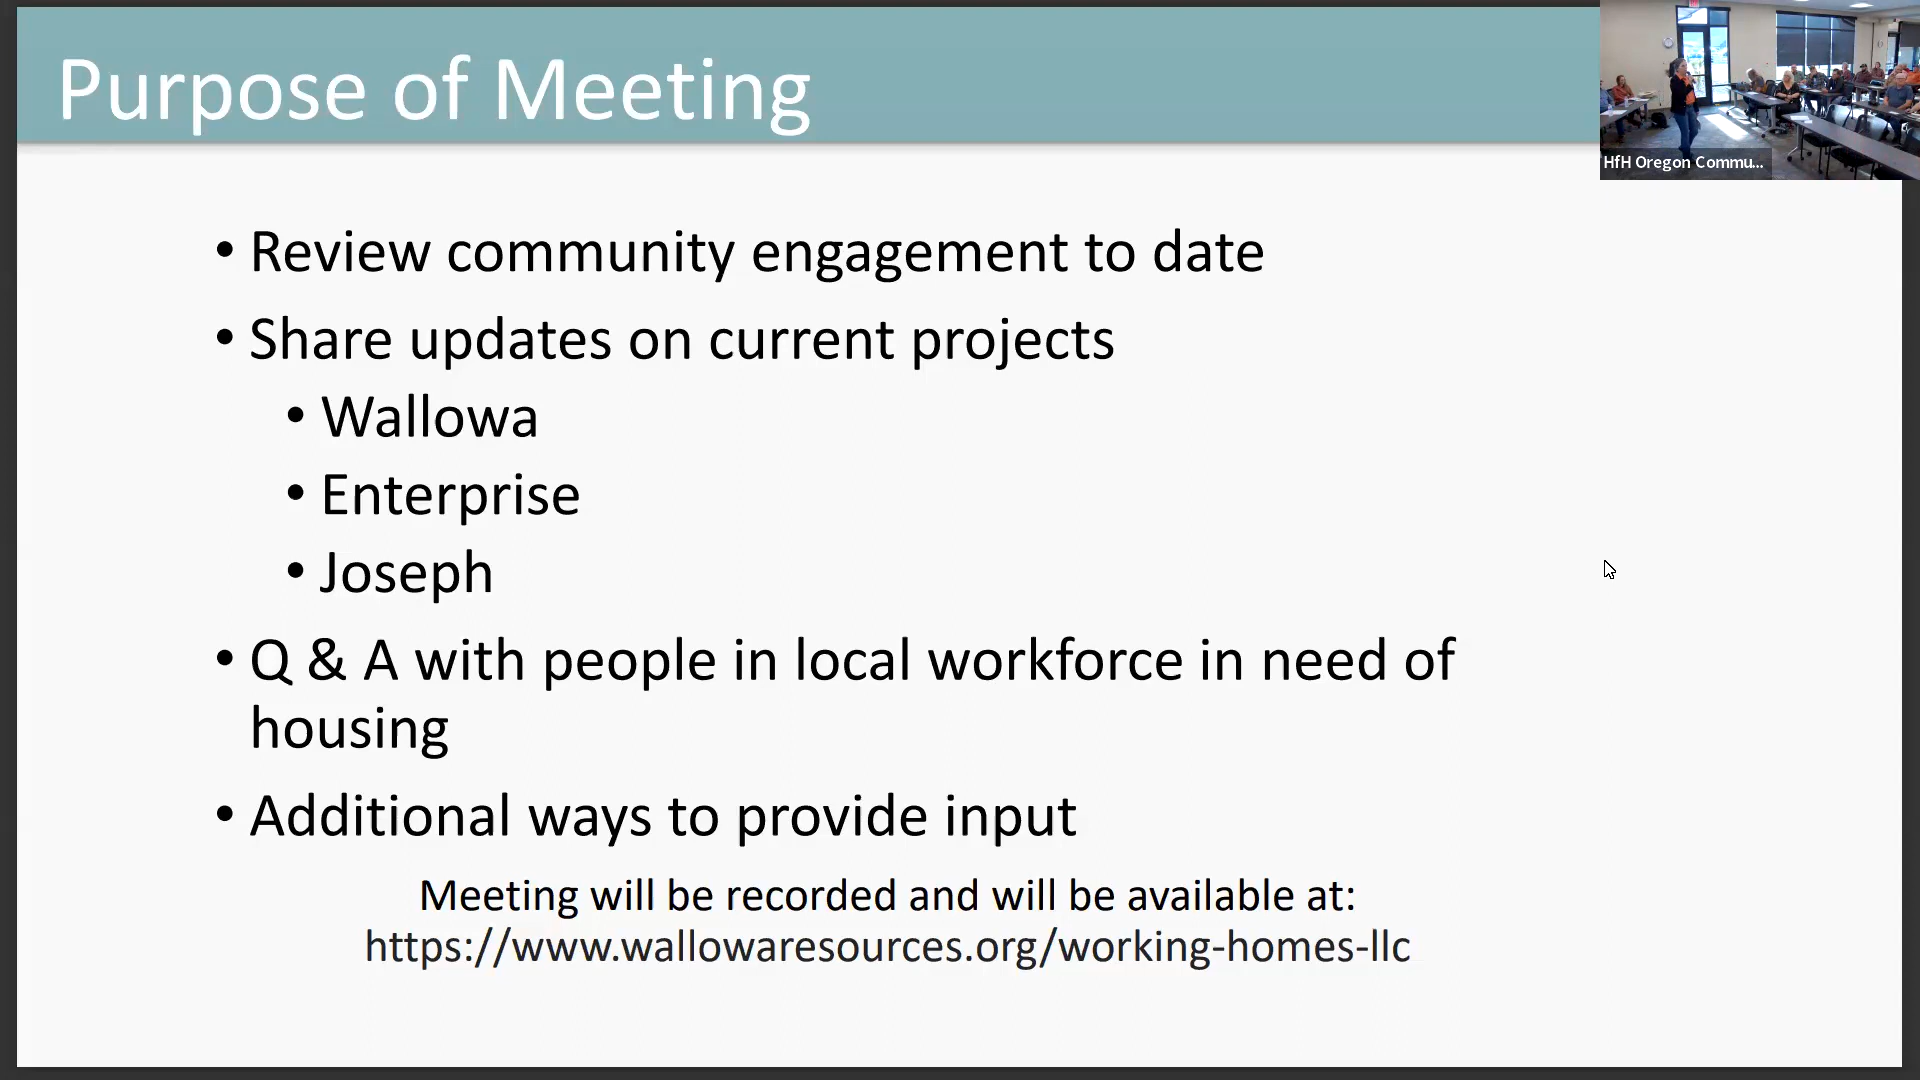 Purpose of Meeting
HfH Oregon Commu...
• Review community engagement to date
• Share updates on current projects
• Wallowa
• Enterprise
• Joseph
• Q & A with people in local workforce in need of
housing
• Additional ways to provide input
Meeting will be recorded and will be available at:
https://www.wallowaresources.org/working-homes-llc